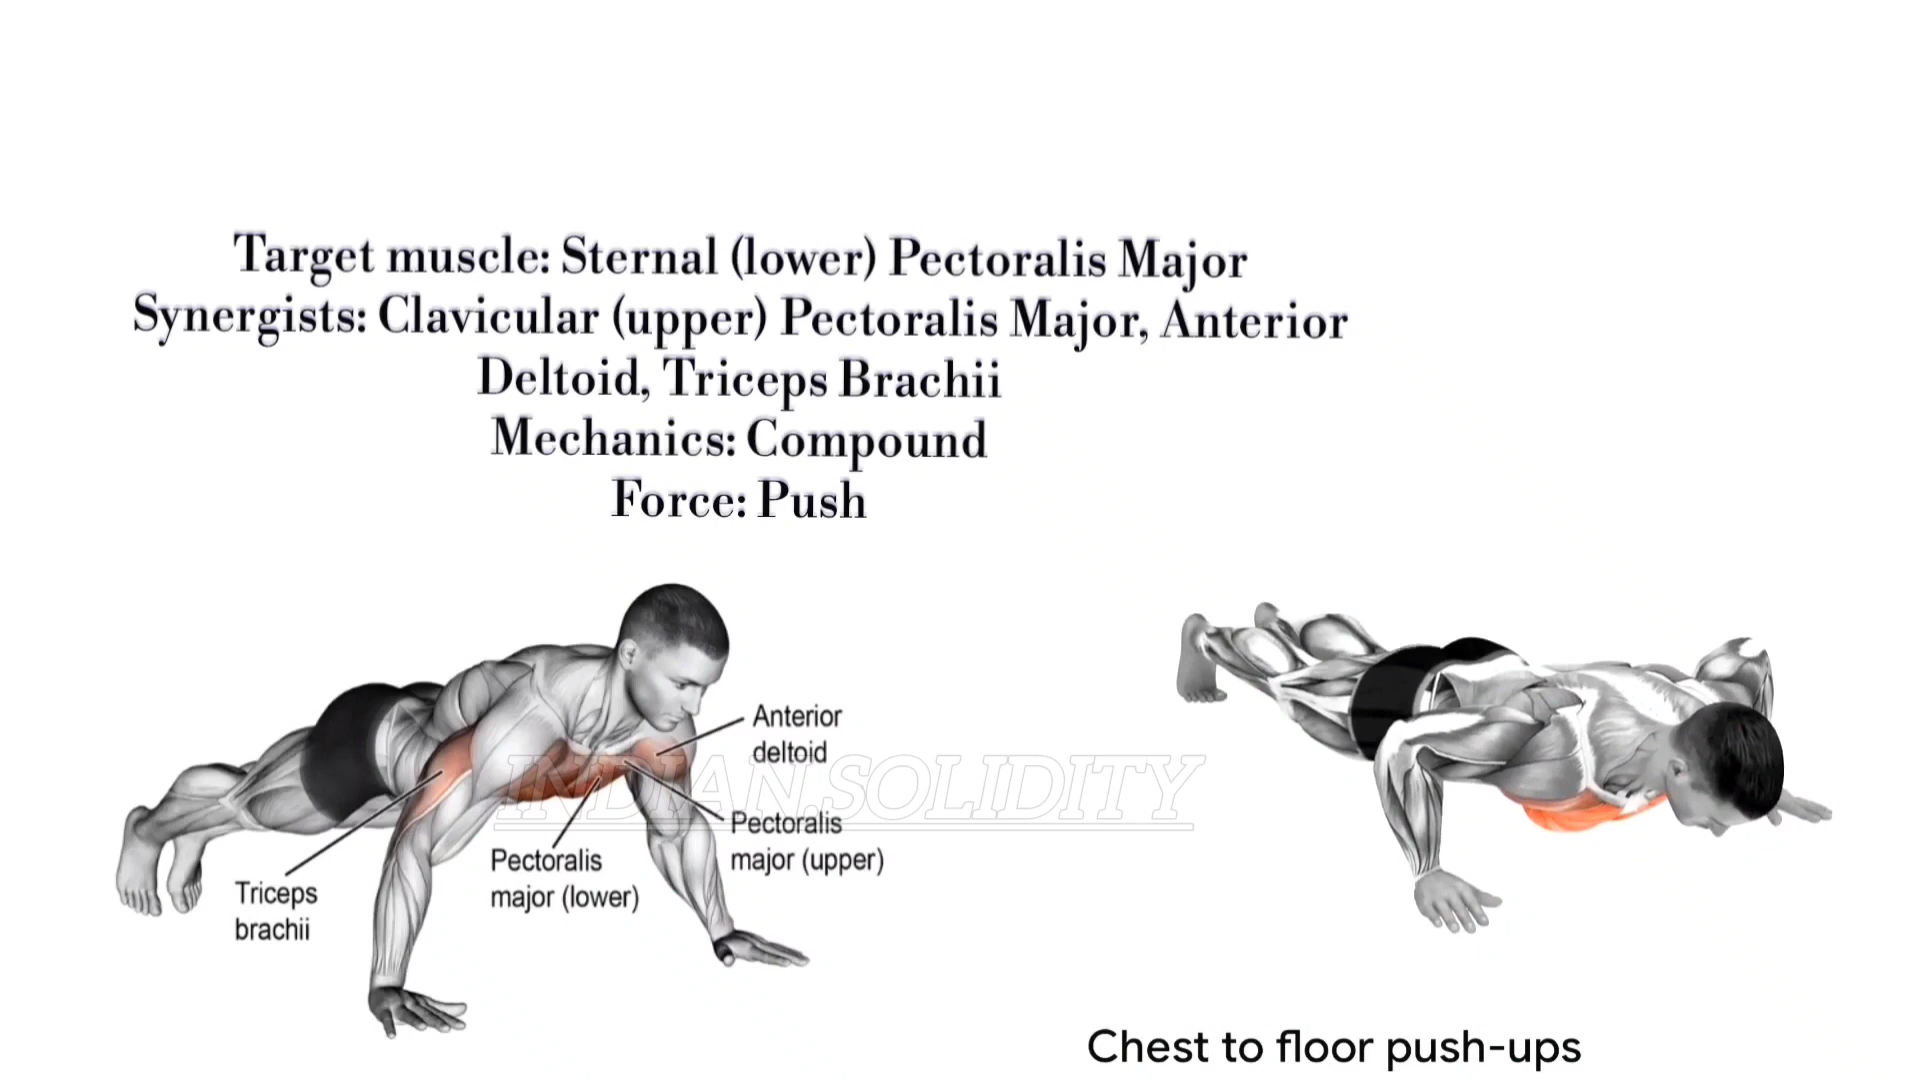 Target muscle: Sternal (lower) Pectoralis Major
Synergists: Clavicular (upper) Pectoralis Major, Anterior
Deltoid, Triceps Brachii
Mechanics: Compound
Force: Push
Anterior
deltoid
INDIAN.SOLIDITY
Pectoralis
major (upper)
Pectoralis
major (lower)
Triceps
brachii
Chest to floor push-ups